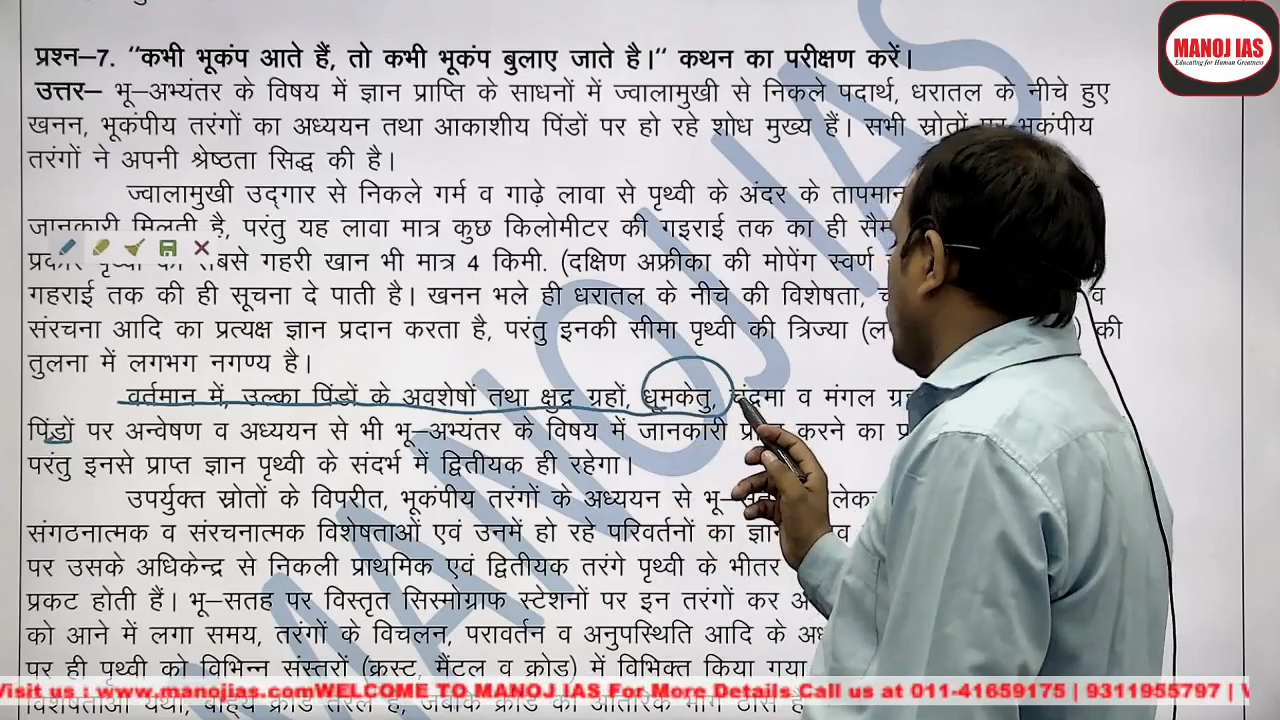 MANOJ IAS
Educating for Human Greatness
प्रश्न–7. ‘‘कभी भूकंप आते हैं, तो कभी भूकंप बुलाए जाते है।’’ कथन का परीक्षण करें।
उत्तर– भू–अभ्यंतर के विषय में ज्ञान प्राप्ति के साधनों में ज्वालामुखी से निकले पदार्थ, धरातल के नीचे हुए
खनन, भूकंपीय तरंगों का अध्ययन तथा आकाशीय पिंडों पर हो रहे शोध मुख्य हैं। सभी स्रोतों पर भूकंपीय
तरंगों ने अपनी श्रेष्ठता सिद्ध की है।
ज्वालामुखी उद्गार से निकले गर्म व गाढ़े लावा से पृथ्वी के अंदर के तापमान
जानकारी मिलती है, परंतु यह लावा मात्र कुछ किलोमीटर की गइराई तक का ही
सबसे गहरी खान भी मात्र 4 किमी. (दक्षिण अफ्रीका की मोपेंग स्वर्ण
गहराई तक की ही सूचना दे पाती है। खनन भले ही धरातल के नीचे की विशेषता, व
संरचना आदि का प्रत्यक्ष ज्ञान प्रदान करता है, परंतु इनकी सीमा पृथ्वी की त्रिज्या की
तुलना में लगभग नगण्य है।
वर्तमान में, उल्का पिंडों के अवशेषों तथा क्षुद्र ग्रहों, धूमकेतु, चंद्रमा व मंगल
पिंडों पर अन्वेषण व अध्ययन से भी भू–अभ्यंतर के विषय में जानकारी करने का
परंतु इनसे प्राप्त ज्ञान पृथ्वी के संदर्भ में द्वितीयक ही रहेगा।
उपर्युक्त स्रोतों के विपरीत, भूकंपीय तरंगों के अध्ययन से
संगठनात्मक व संरचनात्मक विशेषताओं एवं उनमें हो रहे परिवर्तनों का व
पर उसके अधिकेन्द्र से निकली प्राथमिक एवं द्वितीयक तरंगे पृथ्वी के भीतर
प्रकट होती हैं। भू–सतह पर विस्तृत सिस्मोग्राफ स्टेशनों पर इन तरंगों कर
को आने में लगा समय, तरंगों के विचलन, परावर्तन व अनुपस्थिति आदि के
पर ही पृथ्वी को विभिन्न संस्तरों (क्रस्ट, मैंटल व क्रोड) में विभिक्त किया गया
Visit us : www.manojias.comWELCOME TO MANOJ IAS For More Details Call us at 011-41659175 | 9311955797 |
MANOJ IAS